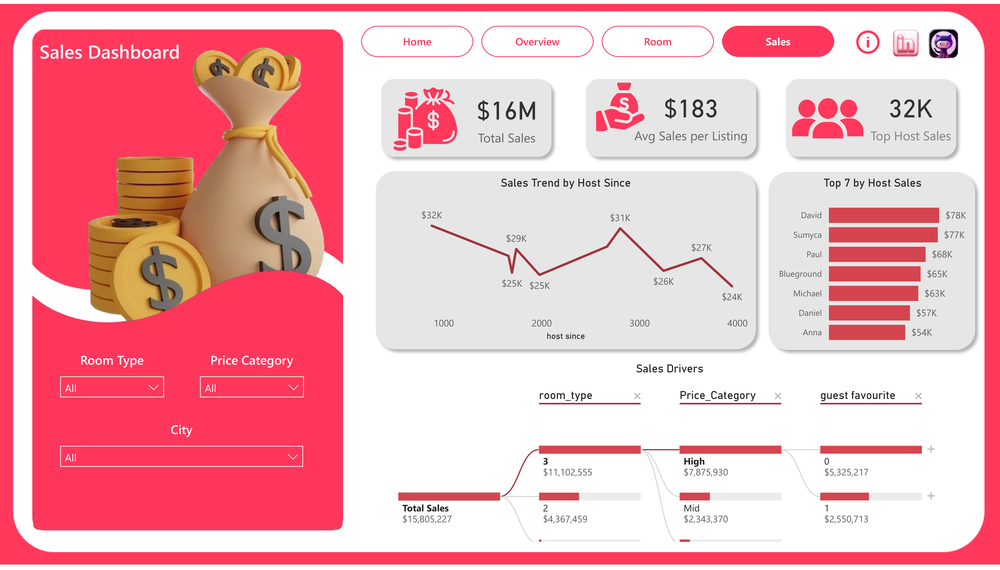 Sales Dashboard
Home
Overview
Room
Sales
i
in
$16M
Total Sales
$183
Avg Sales per Listing
32K
Top Host Sales
Sales Trend by Host Since
$32K
$29K
$25K
$25K
$31K
$26K
$27K
$24K
1000
2000
3000
4000
host since
Top 7 by Host Sales
David $78K
Sumyca $77K
Paul $68K
Blueground $65K
Michael $63K
Daniel $57K
Anna $54K
Room Type
All
Price Category
All
City
All
Sales Drivers
room_type
Price_Category
guest favourite
Total Sales
$15,805,227
3
$11,102,555
2
$4,367,459
High
$7,875,930
Mid
$2,343,370
0
$5,325,217
1
$2,550,713